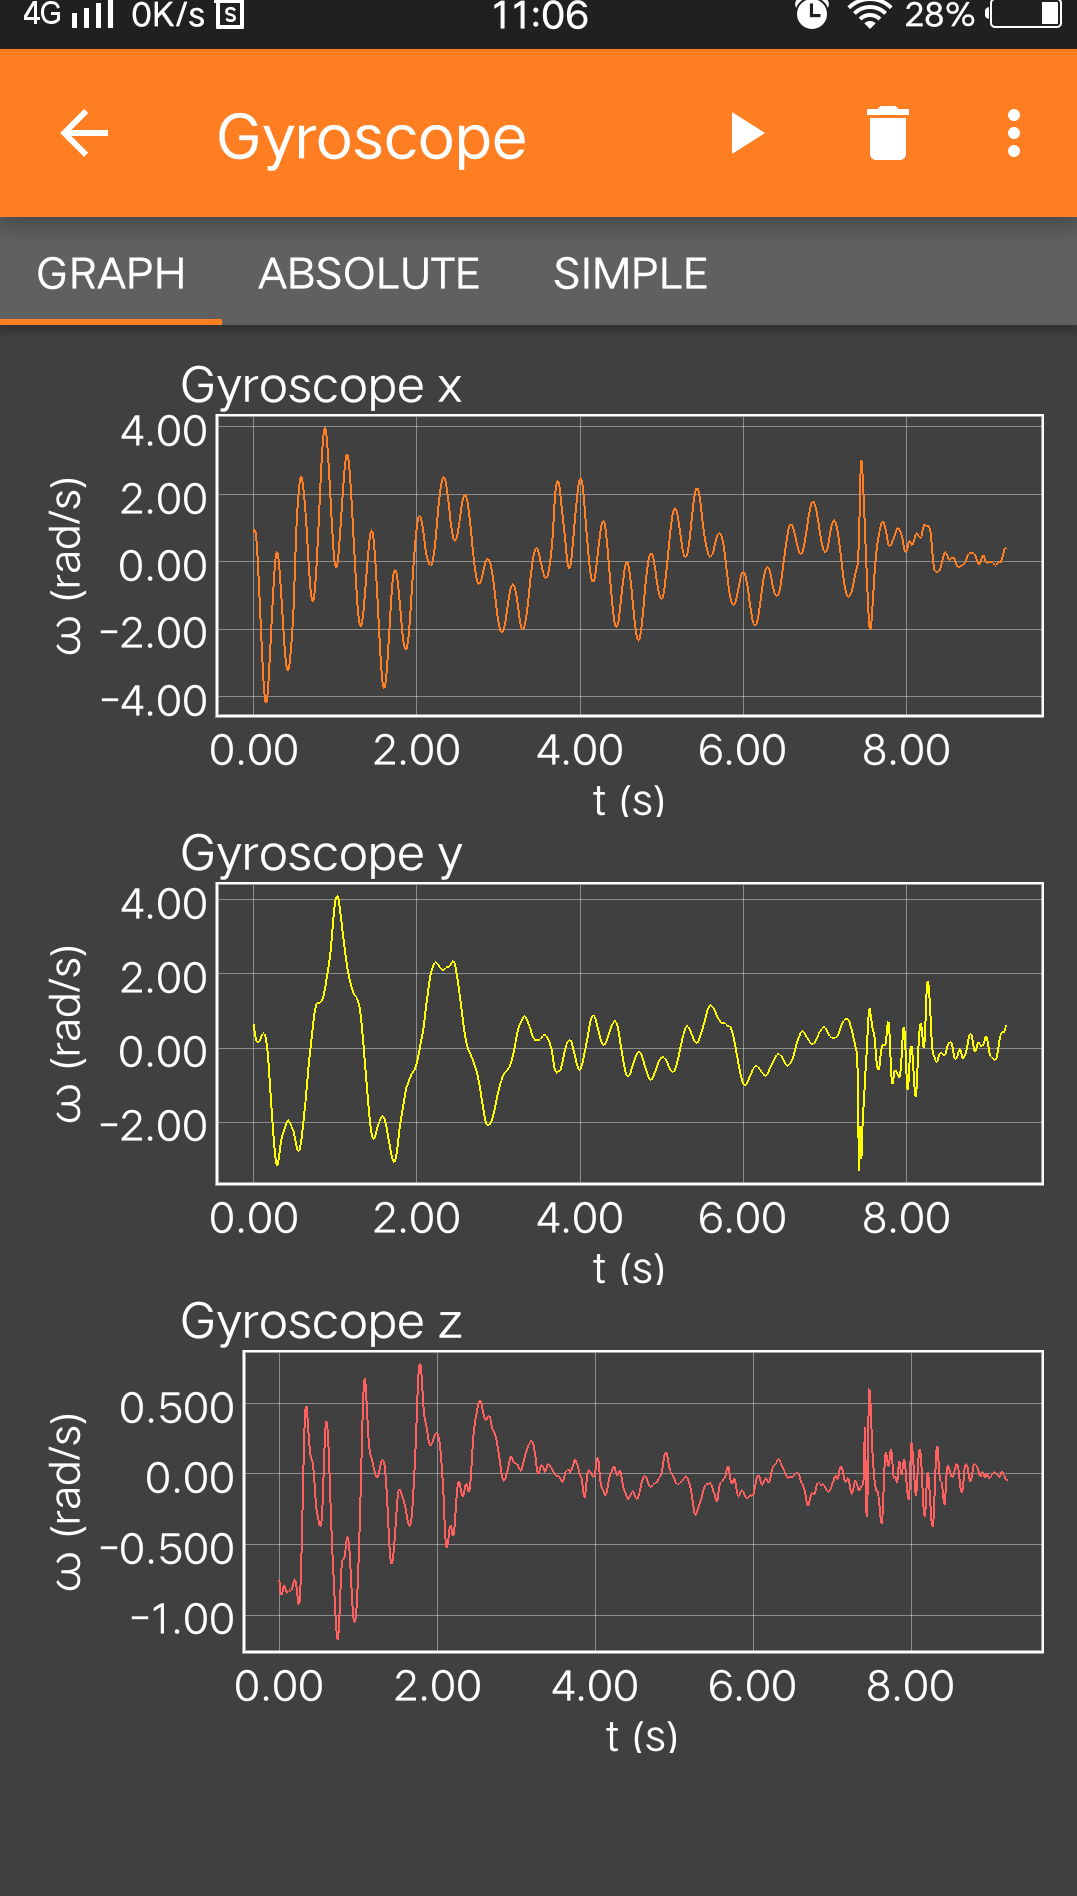 4G 0K/s S 11:06 28%
Gyroscope
GRAPH ABSOLUTE SIMPLE
Gyroscope x
4.00
2.00
0.00
−2.00
−4.00
ω (rad/s)
0.00 2.00 4.00 6.00 8.00
t (s)
Gyroscope y
4.00
2.00
0.00
−2.00
ω (rad/s)
0.00 2.00 4.00 6.00 8.00
t (s)
Gyroscope z
0.500
0.00
−0.500
−1.00
ω (rad/s)
0.00 2.00 4.00 6.00 8.00
t (s)